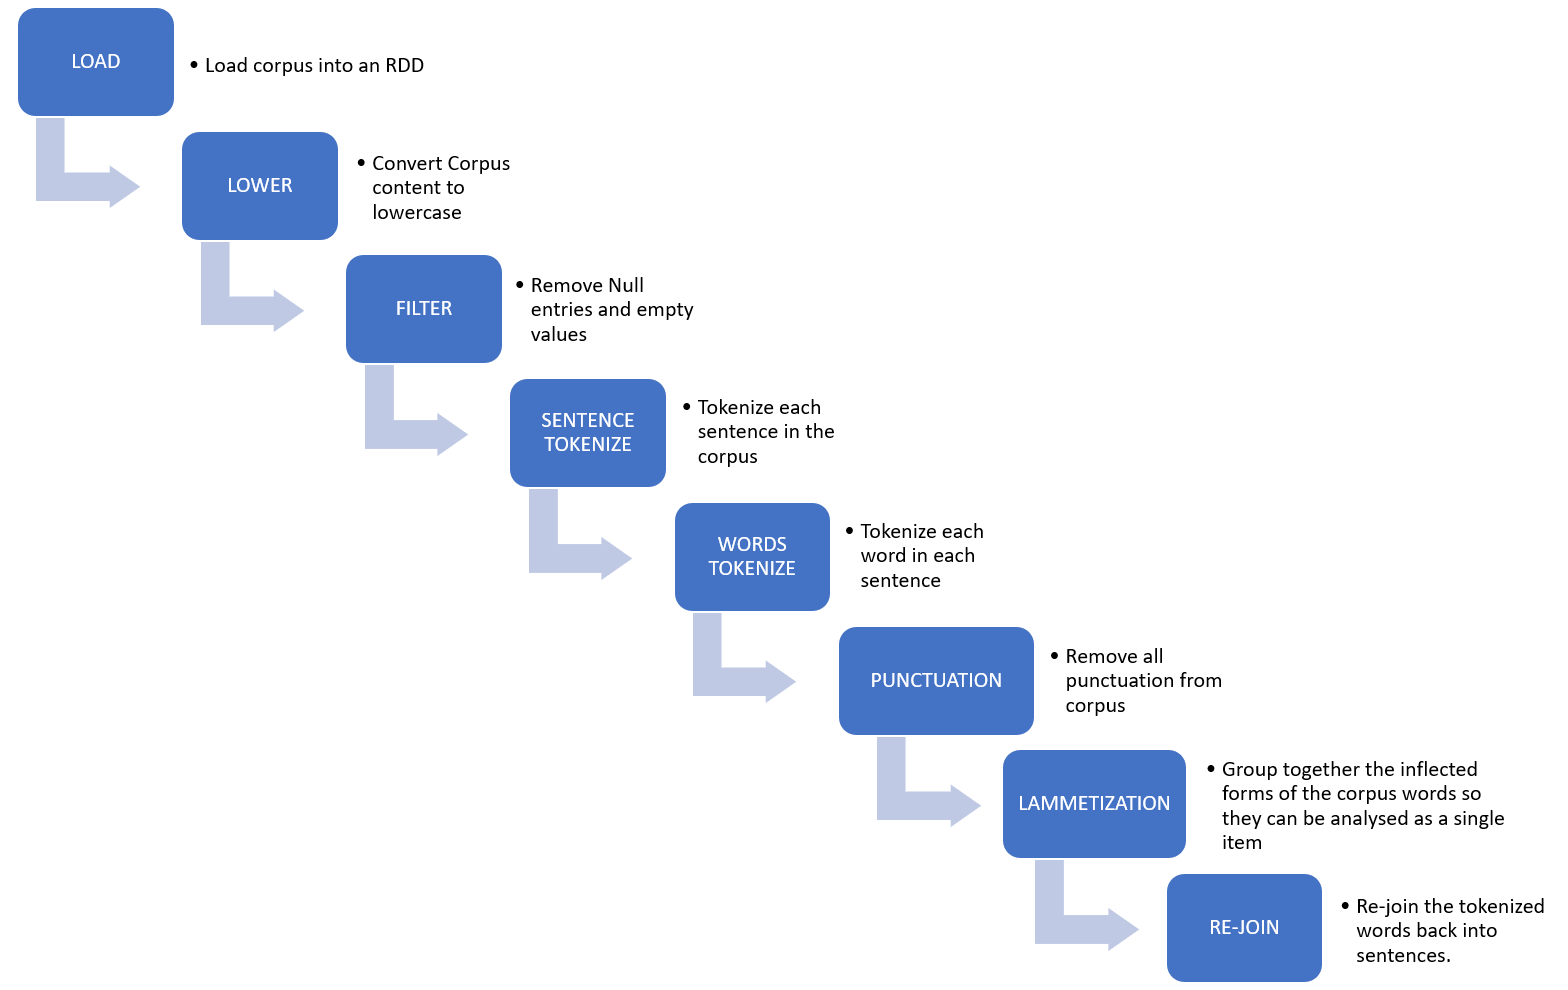 LOAD
• Load corpus into an RDD
LOWER
• Convert Corpus
content to
lowercase
FILTER
• Remove Null
entries and empty
values
SENTENCE
TOKENIZE
• Tokenize each
sentence in the
corpus
WORDS
TOKENIZE
• Tokenize each
word in each
sentence
PUNCTUATION
• Remove all
punctuation from
corpus
LAMMETIZATION
• Group together the inflected
forms of the corpus words so
they can be analysed as a single
item
RE-JOIN
• Re-join the tokenized
words back into
sentences.